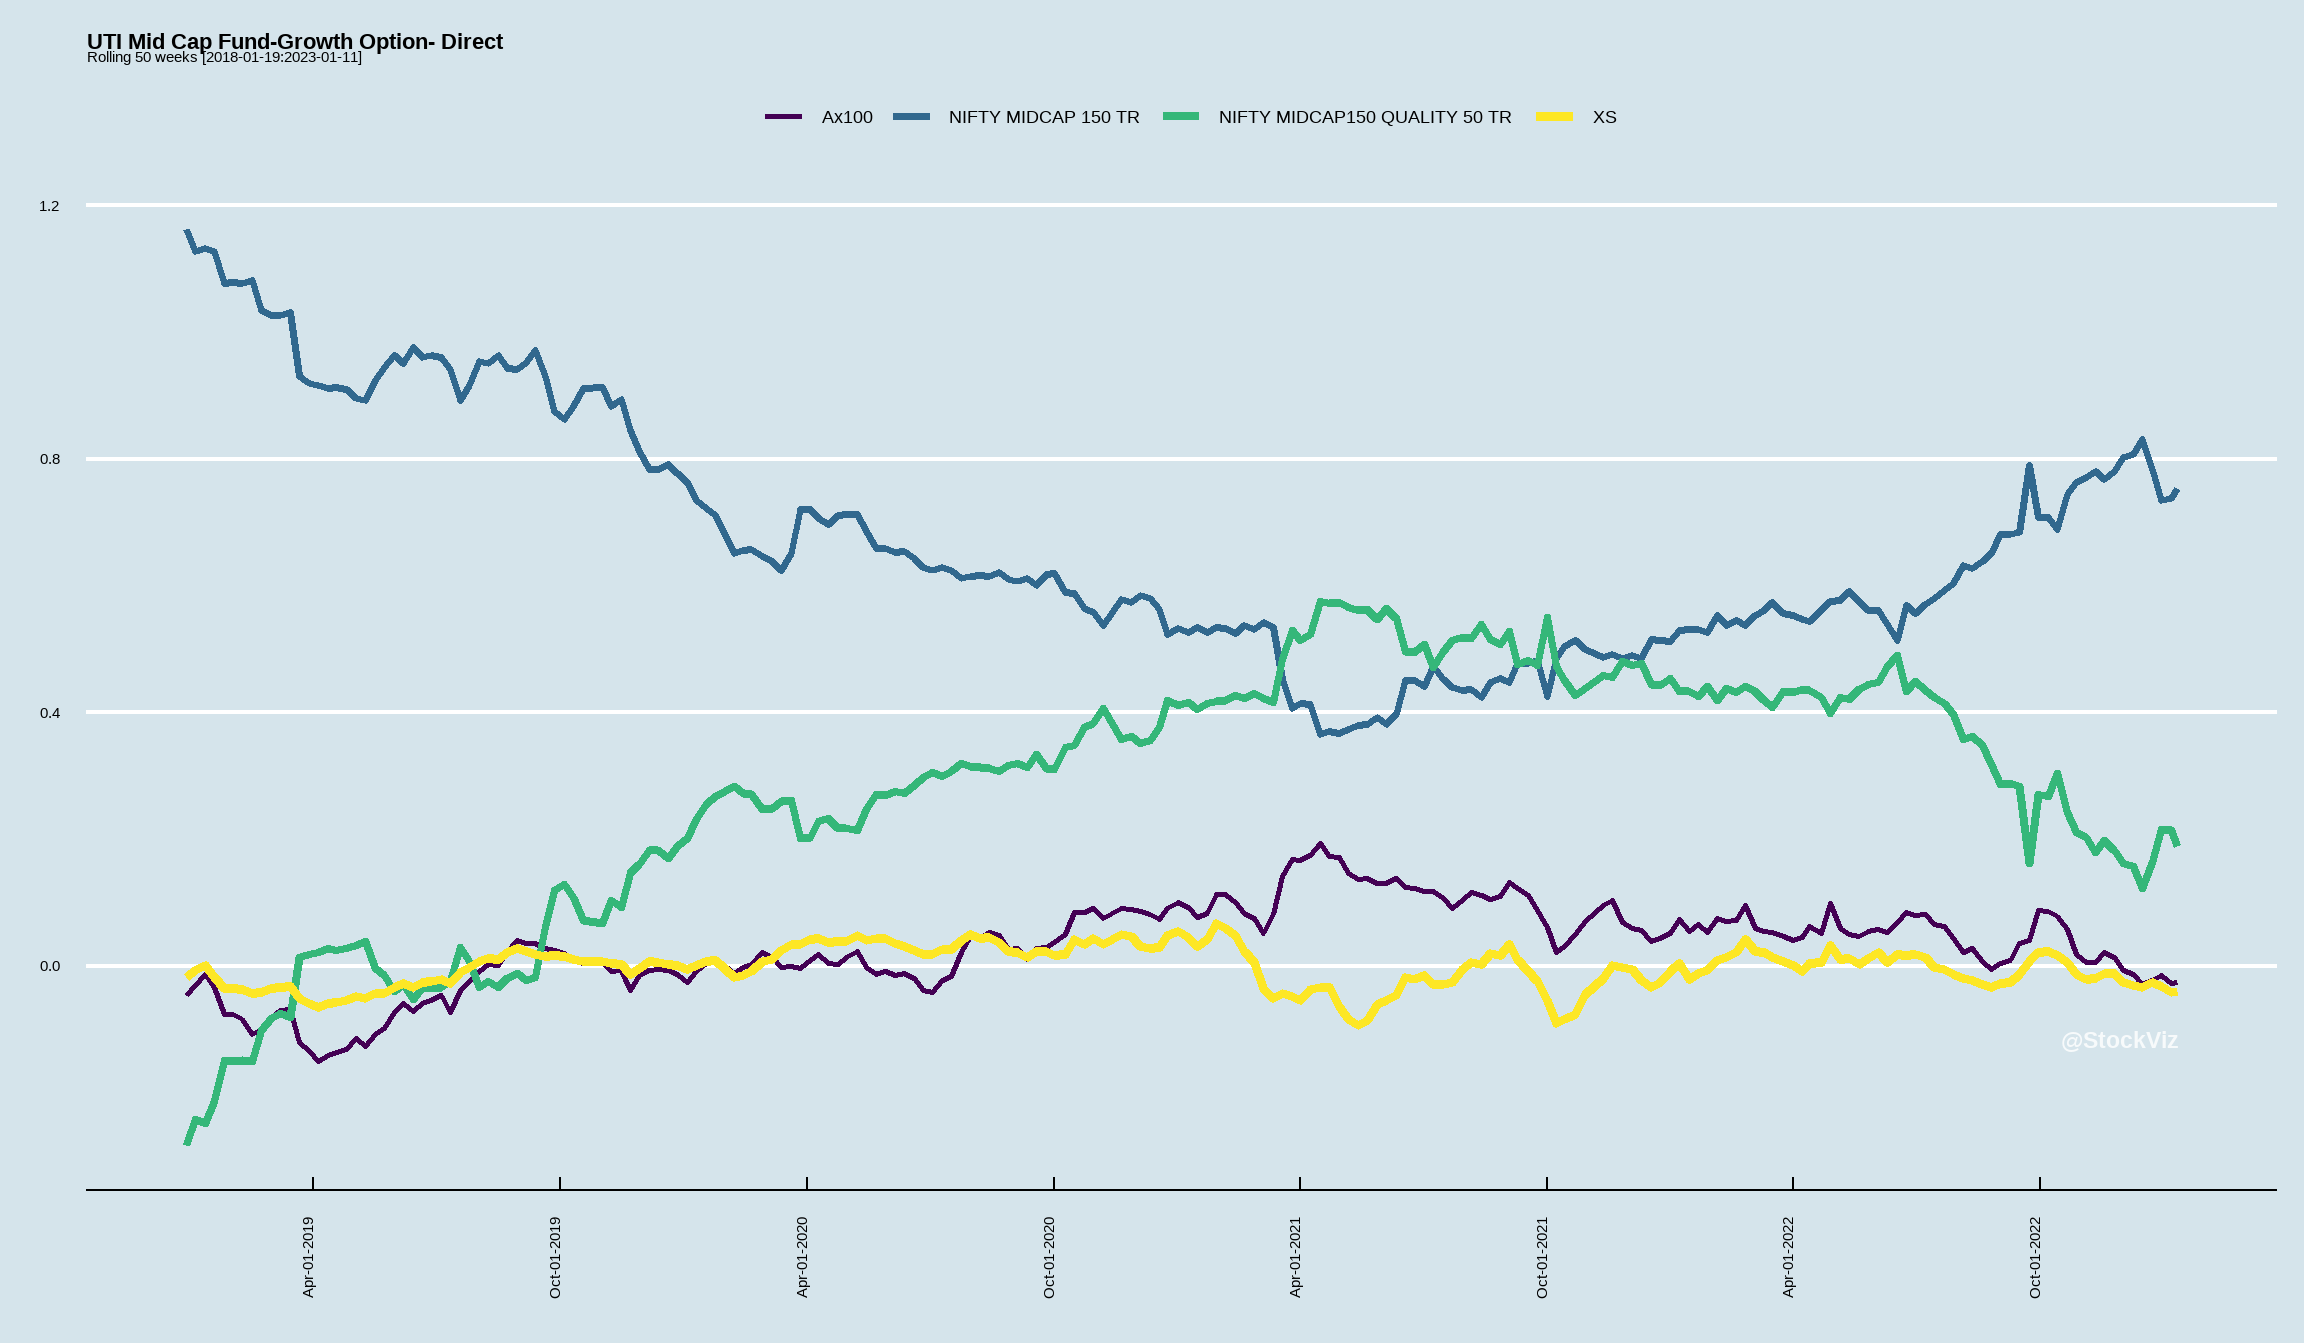 UTI Mid Cap Fund-Growth Option- Direct
Rolling 50 weeks [2018-01-19:2023-01-11]
Ax100 NIFTY MIDCAP 150 TR NIFTY MIDCAP150 QUALITY 50 TR XS
1.2
0.8
0.4
0.0
@StockViz
Apr-01-2019 Oct-01-2019 Apr-01-2020 Oct-01-2020 Apr-01-2021 Oct-01-2021 Apr-01-2022 Oct-01-2022